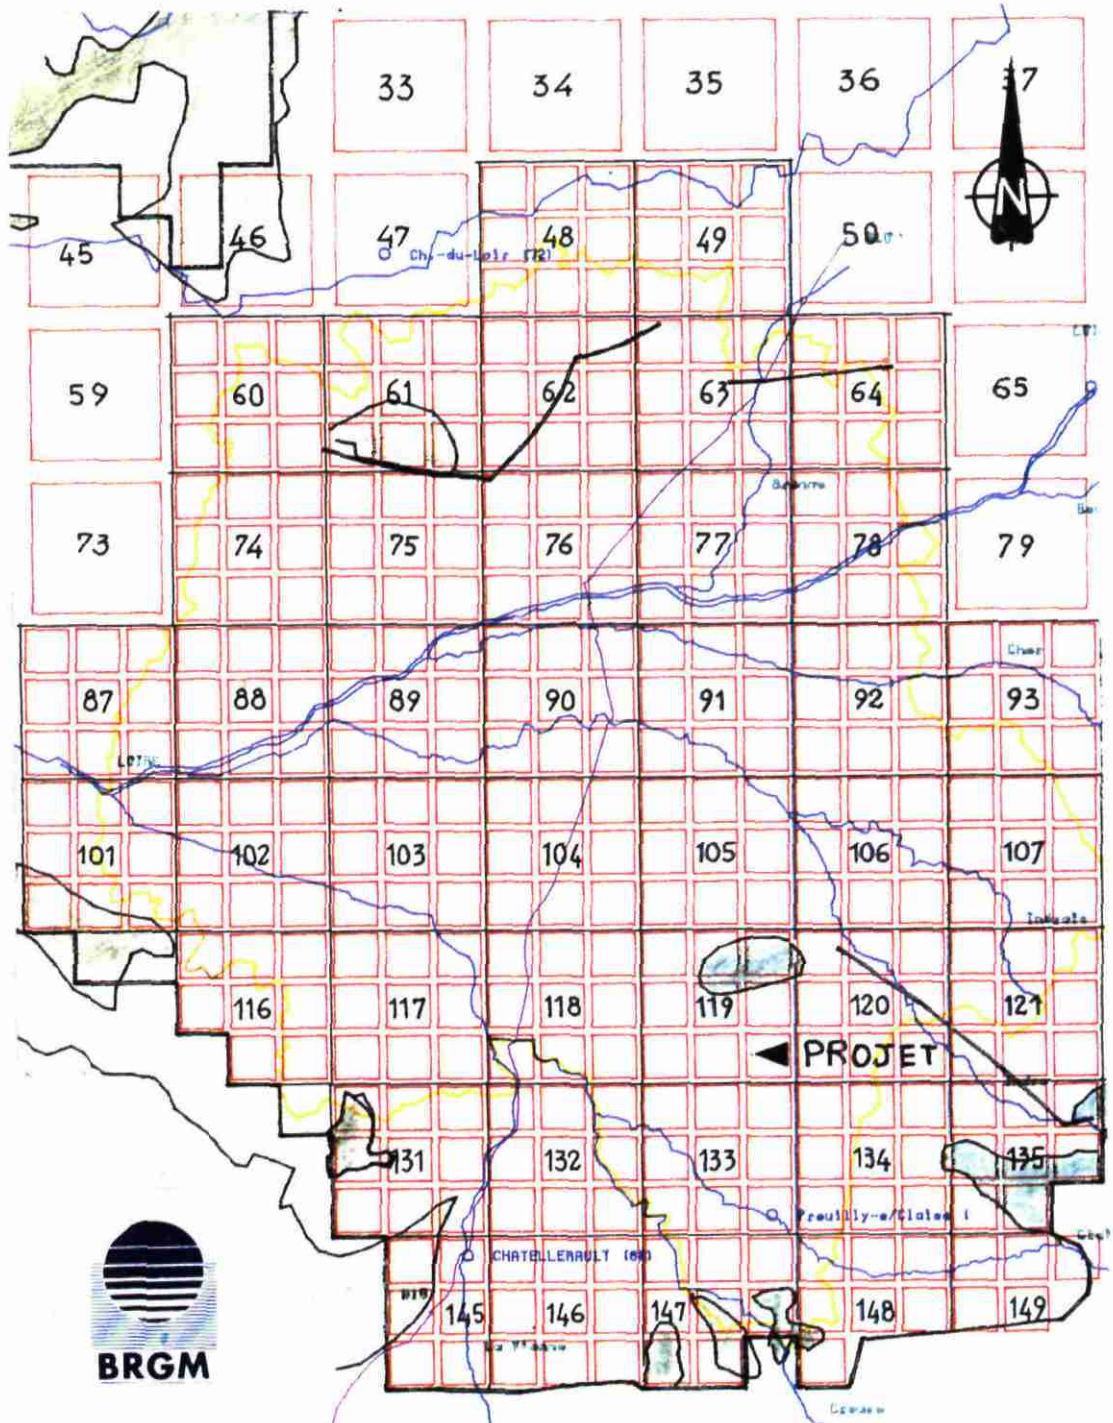 33 34 35 36 37
N
45 46 47 48 49 50
Ch.-du-Loir (72)
59 60 61 62 63 64 65
73 74 75 76 77 78 79
Cher
87 88 89 90 91 92 93
LOIRE
101 102 103 104 105 106 107
116 117 118 119 120 121
PROJET
131 132 133 134 135
Preuilly-s/Claise
CHATELLERAULT (86)
145 146 147 148 149
La Vienne
BRGM
Creuse